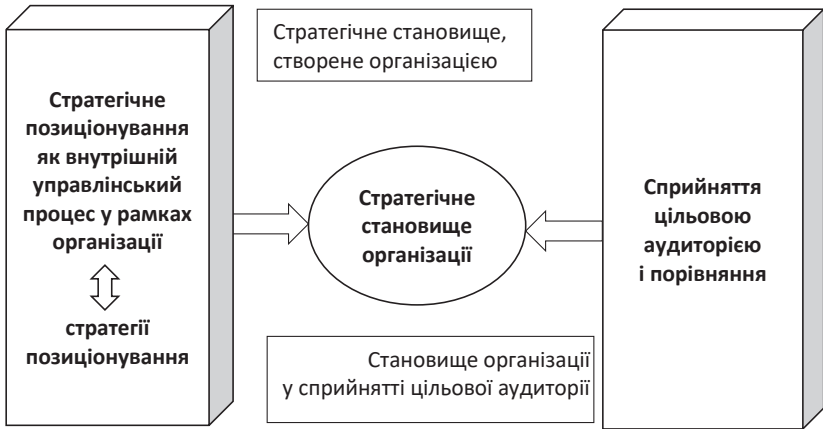 Стратегічне
позиціонування
як внутрішній
управлінський
процес у рамках
організації
стратегії
позиціонування
Стратегічне становище,
створене організацією
Стратегічне
становище
організації
Становище організації
у сприйнятті цільової аудиторії
Сприйняття
цільовою
аудиторією
і порівняння